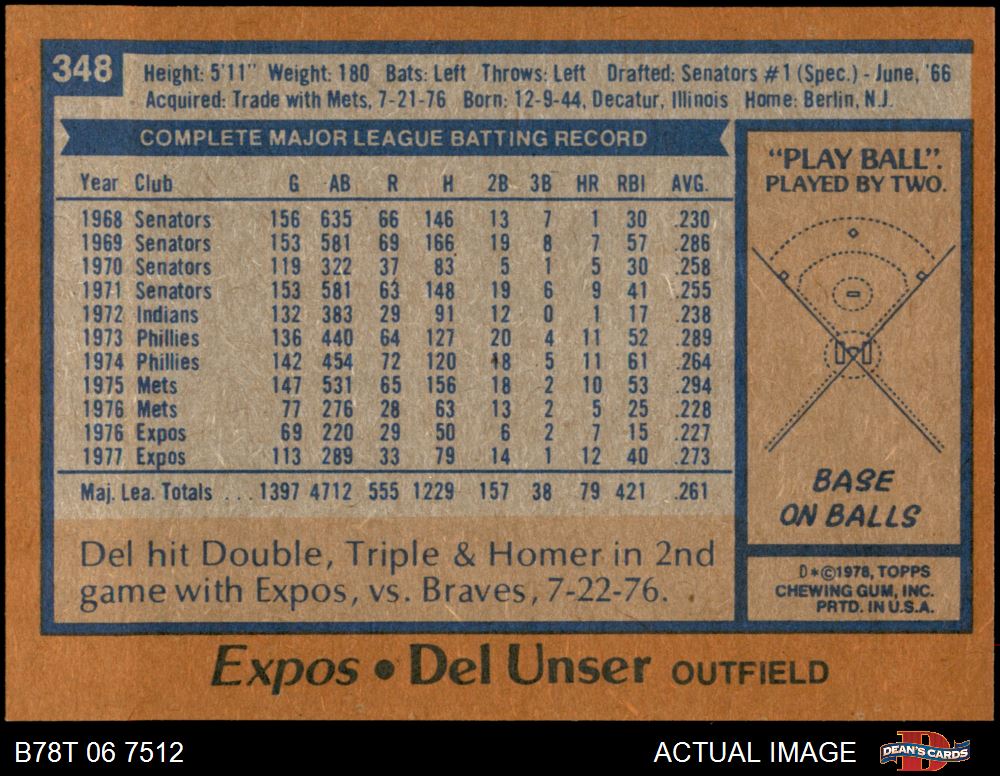 348
Height: 5'11" Weight: 180 Bats: Left Throws: Left Drafted: Senators #1 (Spec.) - June, '66
Acquired: Trade with Mets, 7-21-76 Born: 12-9-44, Decatur, Illinois Home: Berlin, N.J.
COMPLETE MAJOR LEAGUE BATTING RECORD
Year Club G AB R H 2B 3B HR RBI AVG.
1968 Senators 156 635 66 146 13 7 1 30 .230
1969 Senators 153 581 69 166 19 8 7 57 .286
1970 Senators 119 322 37 83 5 1 5 30 .258
1971 Senators 153 581 63 148 19 6 9 41 .255
1972 Indians 132 383 29 91 12 0 1 17 .238
1973 Phillies 136 440 64 127 20 4 11 52 .289
1974 Phillies 142 454 72 120 18 5 11 61 .264
1975 Mets 147 531 65 156 18 2 10 53 .294
1976 Mets 77 276 28 63 13 2 5 25 .228
1976 Expos 69 220 29 50 6 2 7 15 .227
1977 Expos 113 289 33 79 14 1 12 40 .273
Maj. Lea. Totals ... 1397 4712 555 1229 157 38 79 421 .261
Del hit Double, Triple & Homer in 2nd
game with Expos, vs. Braves, 7-22-76.
"PLAY BALL".
PLAYED BY TWO.
BASE
ON BALLS
D*©1978, TOPPS
CHEWING GUM, INC.
PRTD. IN U.S.A.
Expos • Del Unser OUTFIELD
B78T 06 7512
ACTUAL IMAGE
D
DEAN'S CARDS